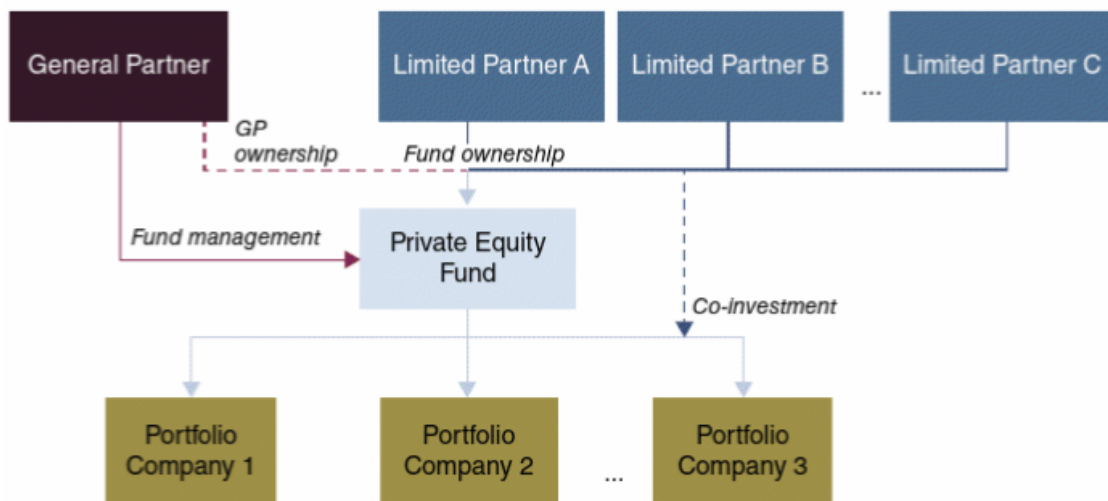 General Partner
Limited Partner A
Limited Partner B
...
Limited Partner C
GP
ownership
Fund ownership
Fund management
Private Equity
Fund
Co-investment
Portfolio
Company 1
Portfolio
Company 2
...
Portfolio
Company 3